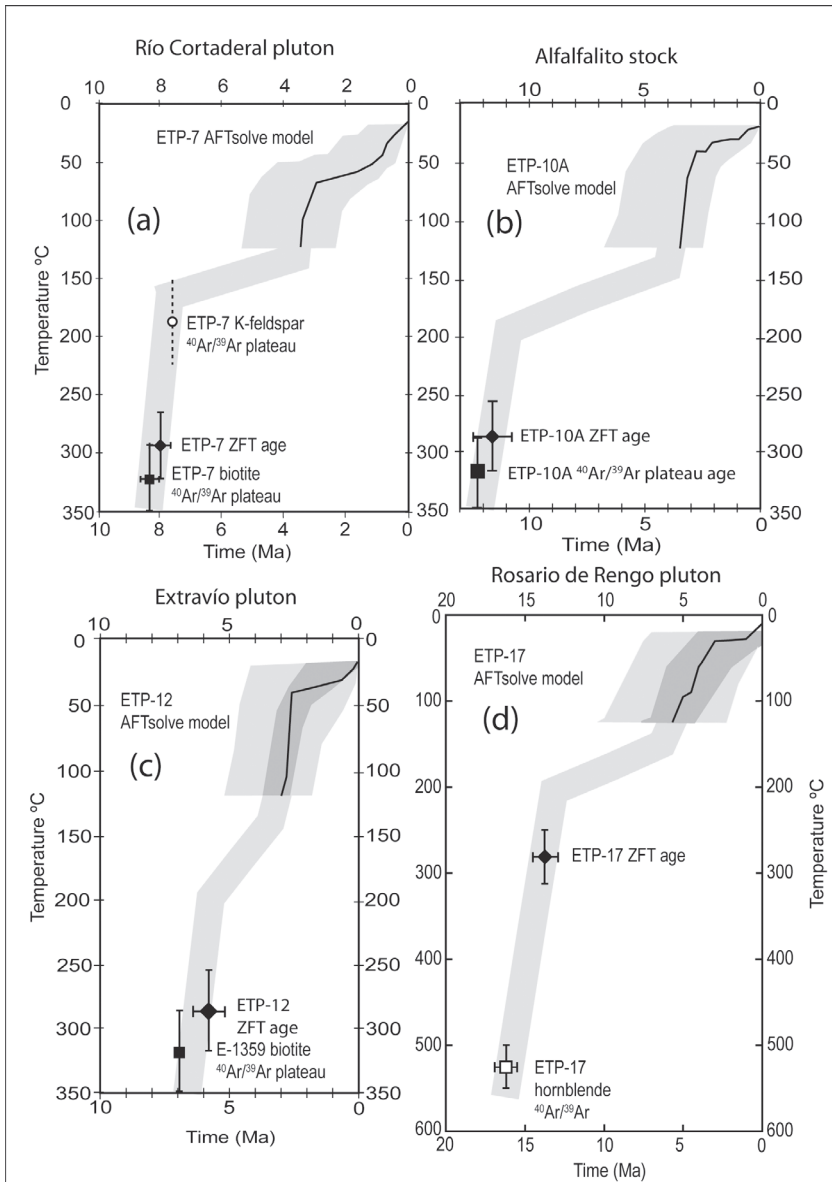 Río Cortaderal pluton
10 8 6 4 2 0
0 0
50 50
100 100
150 150
200 200
250 250
300 300
350 350
10 8 6 4 2 0
Temperature ºC
Time (Ma)
ETP-7 AFTsolve model
(a)
ETP-7 K-feldspar
⁴⁰Ar/³⁹Ar plateau
ETP-7 ZFT age
ETP-7 biotite
⁴⁰Ar/³⁹Ar plateau
Alfalfalito stock
10 5 0
0 0
50 50
100 100
150 150
200 200
250 250
300 300
350 350
10 5 0
Time (Ma)
ETP-10A
AFTsolve model
(b)
ETP-10A ZFT age
ETP-10A ⁴⁰Ar/³⁹Ar plateau age
Extravío pluton
10 5 0
0 0
50 50
100 100
150 150
200 200
250 250
300 300
350 350
10 5 0
Temperature ºC
Time (Ma)
ETP-12
AFTsolve model
(c)
ETP-12
ZFT age
E-1359 biotite
⁴⁰Ar/³⁹Ar plateau
Rosario de Rengo pluton
20 15 10 5 0
0 0
100 100
200 200
300 300
400 400
500 500
600 600
20 15 10 5 0
Temperature ºC
Time (Ma)
ETP-17
AFTsolve model
(d)
ETP-17 ZFT age
ETP-17
hornblende
⁴⁰Ar/³⁹Ar